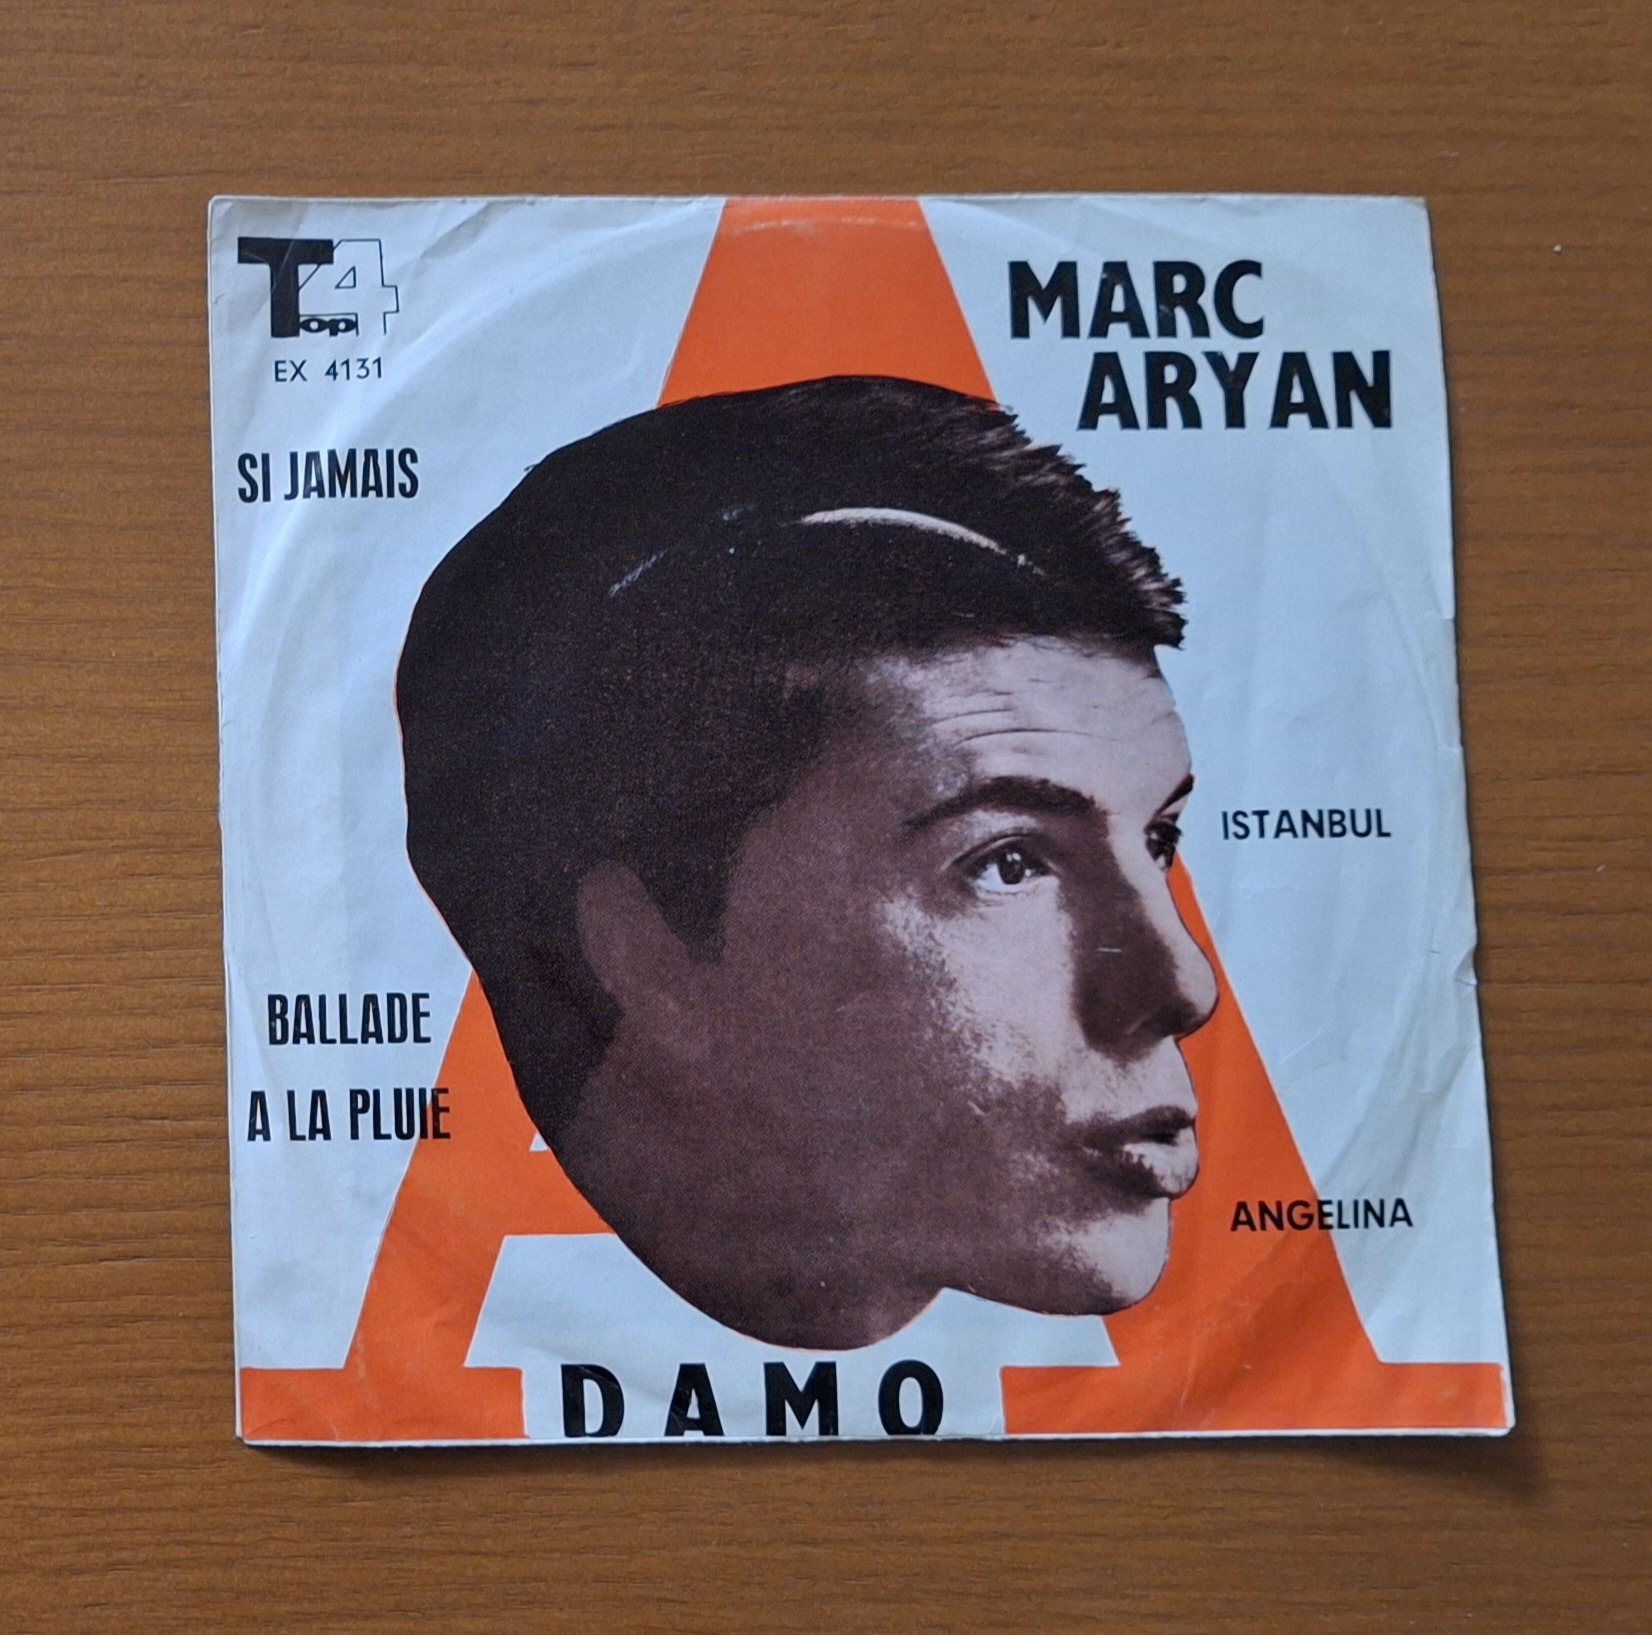 Top 4
EX 4131
MARC
ARYAN
SI JAMAIS
ISTANBUL
BALLADE
A LA PLUIE
ANGELINA
A
DAMO